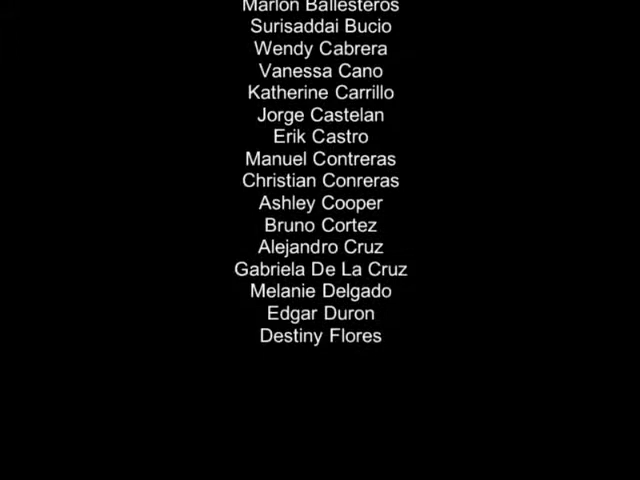 Marlon Ballesteros
Surisaddai Bucio
Wendy Cabrera
Vanessa Cano
Katherine Carrillo
Jorge Castelan
Erik Castro
Manuel Contreras
Christian Conreras
Ashley Cooper
Bruno Cortez
Alejandro Cruz
Gabriela De La Cruz
Melanie Delgado
Edgar Duron
Destiny Flores